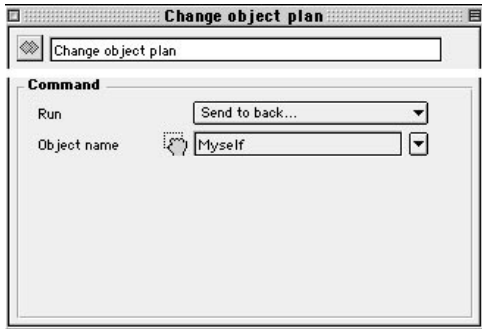 Change object plan
Change object plan
Command
Run Send to back...
Object name Myself